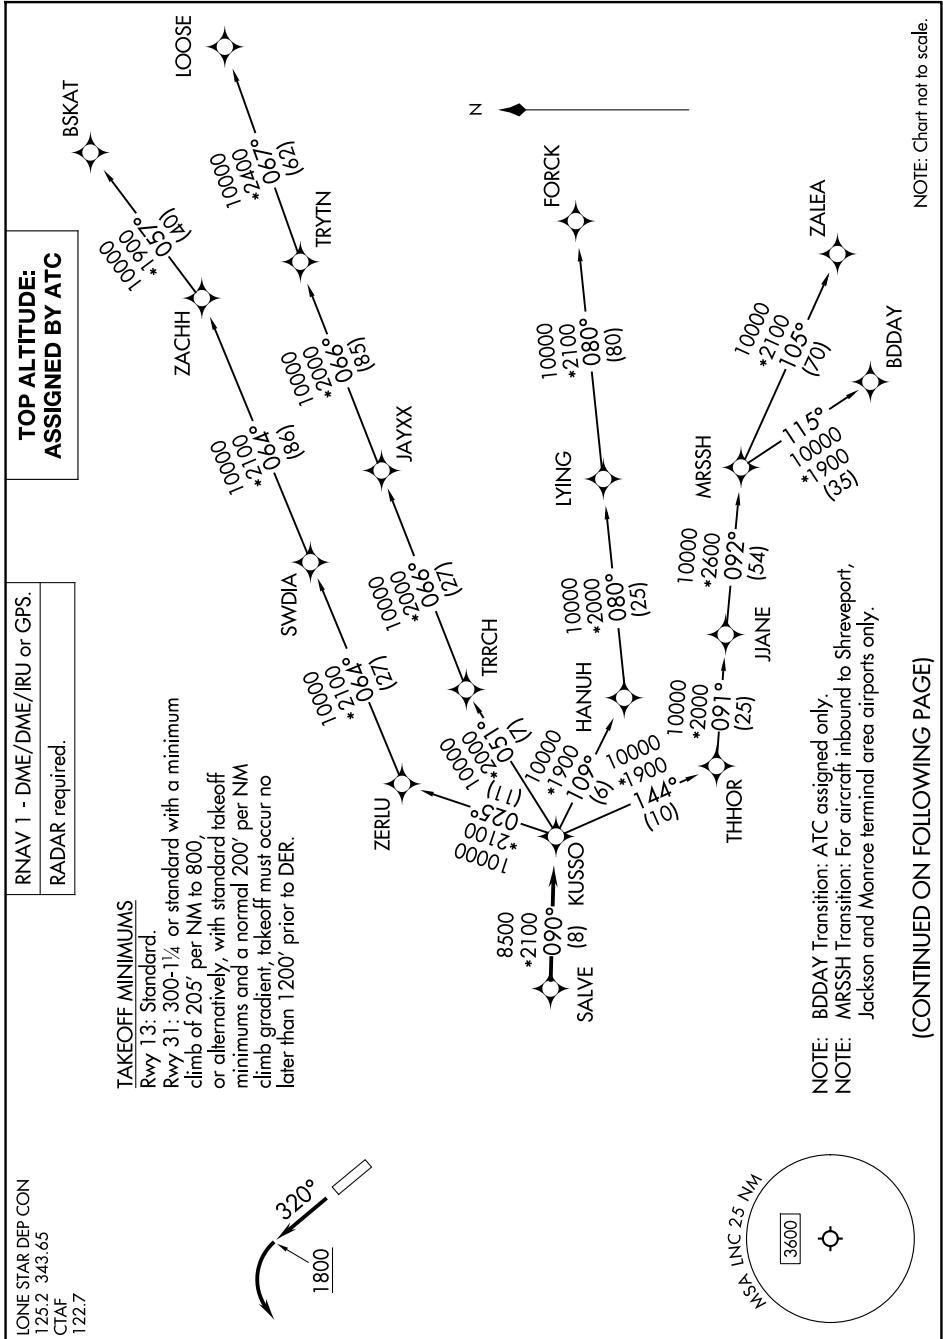 LONE STAR DEP CON
125.2 343.65
CTAF
122.7
RNAV 1 - DME/DME/IRU or GPS.
RADAR required.
TOP ALTITUDE:
ASSIGNED BY ATC
TAKEOFF MINIMUMS
Rwy 13: Standard.
Rwy 31: 300-1¼ or standard with a minimum
climb of 205' per NM to 800,
or alternatively, with standard takeoff
minimums and a normal 200' per NM
climb gradient, takeoff must occur no
later than 1200' prior to DER.
320°
1800
BSKAT
10000
*1900
057°
(40)
ZACHH
10000
*2100
064°
(86)
SWDIA
10000
*2100
064°
(27)
ZERLU
10000
*2100
025°
(11)
LOOSE
10000
*2400
067°
(62)
TRYTN
10000
*2000
066°
(85)
JAYXX
10000
*2000
066°
(27)
TRRCH
10000
*2000
051°
(7)
N
FORCK
10000
*2100
080°
(80)
LYING
10000
*2000
080°
(25)
HANUH
10000
*1900
109°
(6)
SALVE
8500
*2100
090°
(8)
KUSSO
10000
*1900
144°
(10)
THHOR
10000
*2000
091°
(25)
JJANE
10000
*2600
092°
(54)
MRSSH
10000
*2100
105°
(70)
ZALEA
115°
10000
*1900
(35)
BDDAY
MSA LNC 25 NM
3600
NOTE: BDDAY Transition: ATC assigned only.
NOTE: MRSSH Transition: For aircraft inbound to Shreveport,
Jackson and Monroe terminal area airports only.
NOTE: Chart not to scale.
(CONTINUED ON FOLLOWING PAGE)